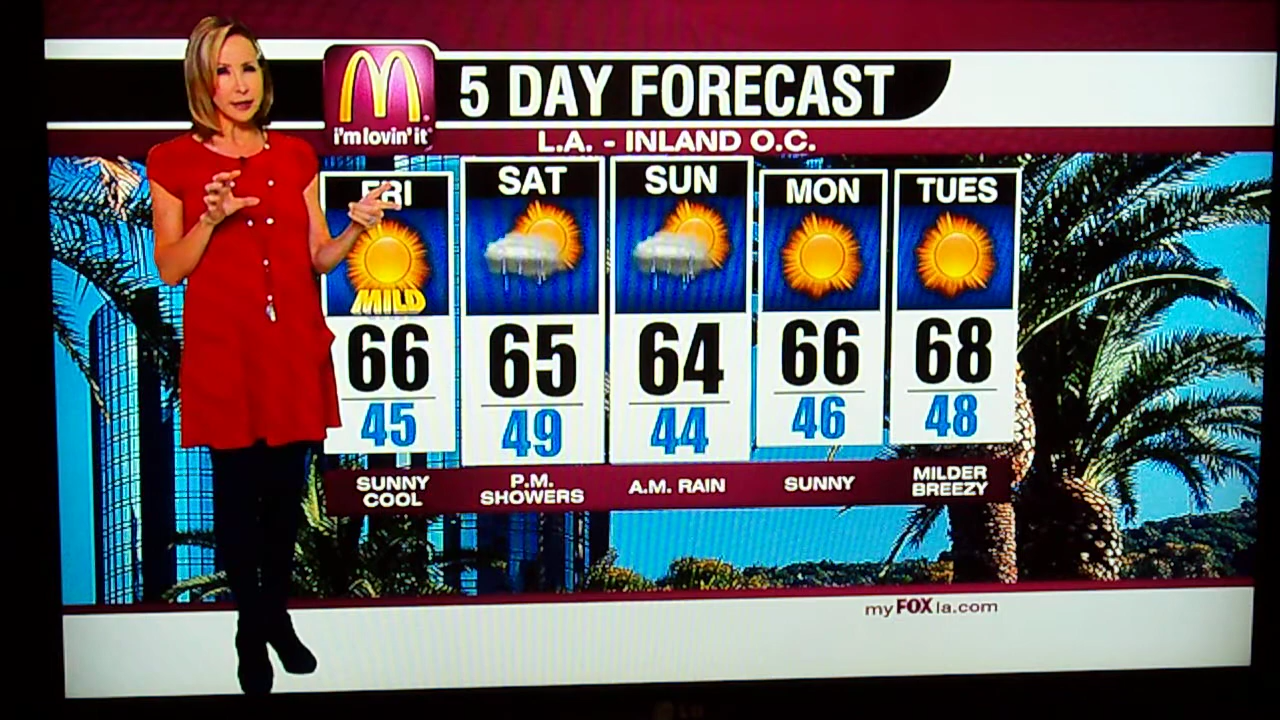 5 DAY FORECAST
i'm lovin' it®
L.A. - INLAND O.C.
FRI
SAT
SUN
MON
TUES
MILD
66
65
64
66
68
45
49
44
46
48
SUNNY
COOL
P.M.
SHOWERS
A.M. RAIN
SUNNY
MILDER
BREEZY
myFOXla.com
LG